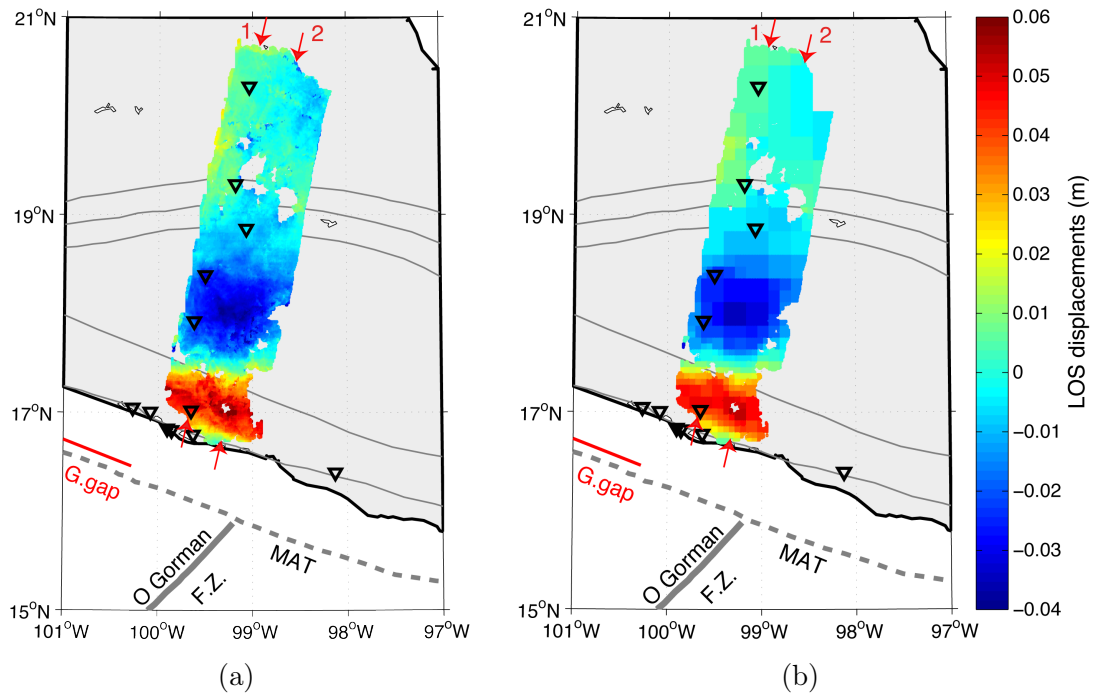 21°N
19°N
17°N
15°N
101°W
100°W
99°W
98°W
97°W
1
2
G.gap
O Gorman
F.Z.
MAT
(a)
21°N
19°N
17°N
15°N
101°W
100°W
99°W
98°W
97°W
1
2
G.gap
O Gorman
F.Z.
MAT
(b)
0.06
0.05
0.04
0.03
0.02
0.01
0
−0.01
−0.02
−0.03
−0.04
LOS displacements (m)